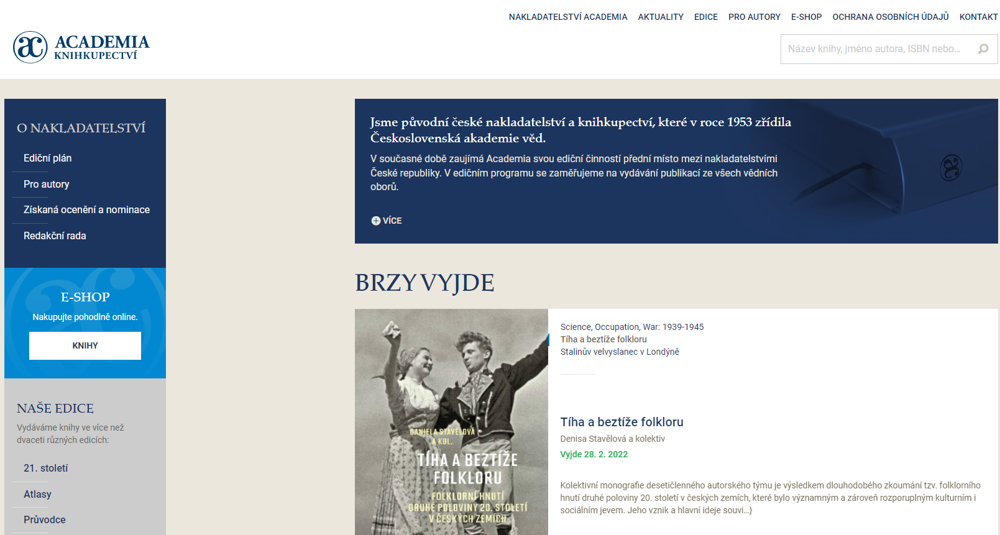 NAKLADATELSTVÍ ACADEMIA AKTUALITY EDICE PRO AUTORY E-SHOP OCHRANA OSOBNÍCH ÚDAJŮ KONTAKT
ac ACADEMIA
KNIHKUPECTVÍ
Název knihy, jméno autora, ISBN nebo...
O NAKLADATELSTVÍ
Ediční plán
Pro autory
Získaná ocenění a nominace
Redakční rada
E-SHOP
Nakupujte pohodlně online.
KNIHY
NAŠE EDICE
Vydáváme knihy ve více než
dvaceti různých edicích:
21. století
Atlasy
Průvodce
Jsme původní české nakladatelství a knihkupectví, které v roce 1953 zřídila
Československá akademie věd.
V současné době zaujímá Academia svou ediční činností přední místo mezi nakladatelstvími
České republiky. V edičním programu se zaměřujeme na vydávání publikací ze všech vědních
oborů.
VÍCE
BRZY VYJDE
DANIELA STAVĚLOVÁ
A KOL.
TÍHA A BEZTÍŽE
FOLKLORU
FOLKLORNÍ HNUTÍ
DRUHÉ POLOVINY 20. STOLETÍ
V ČESKÝCH ZEMÍCH
Science, Occupation, War: 1939-1945
Tíha a beztíže folkloru
Stalinův velvyslanec v Londýně
Tíha a beztíže folkloru
Denisa Stavělová a kolektiv
Vyjde 28. 2. 2022
Kolektivní monografie desetičlenného autorského týmu je výsledkem dlouhodobého zkoumání tzv. folklorního
hnutí druhé poloviny 20. století v českých zemích, které bylo významným a zároveň rozporuplným kulturním i
sociálním jevem. Jeho vznik a hlavní ideje souvi...}